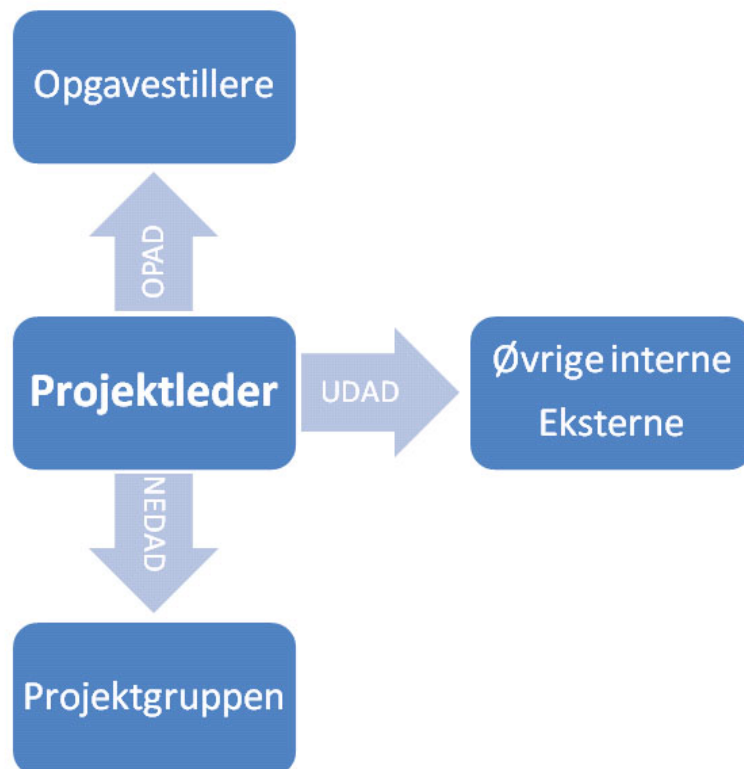 Opgavestillere
OPAD
Projektleder
UDAD
Øvrige interne
Eksterne
NEDAD
Projektgruppen